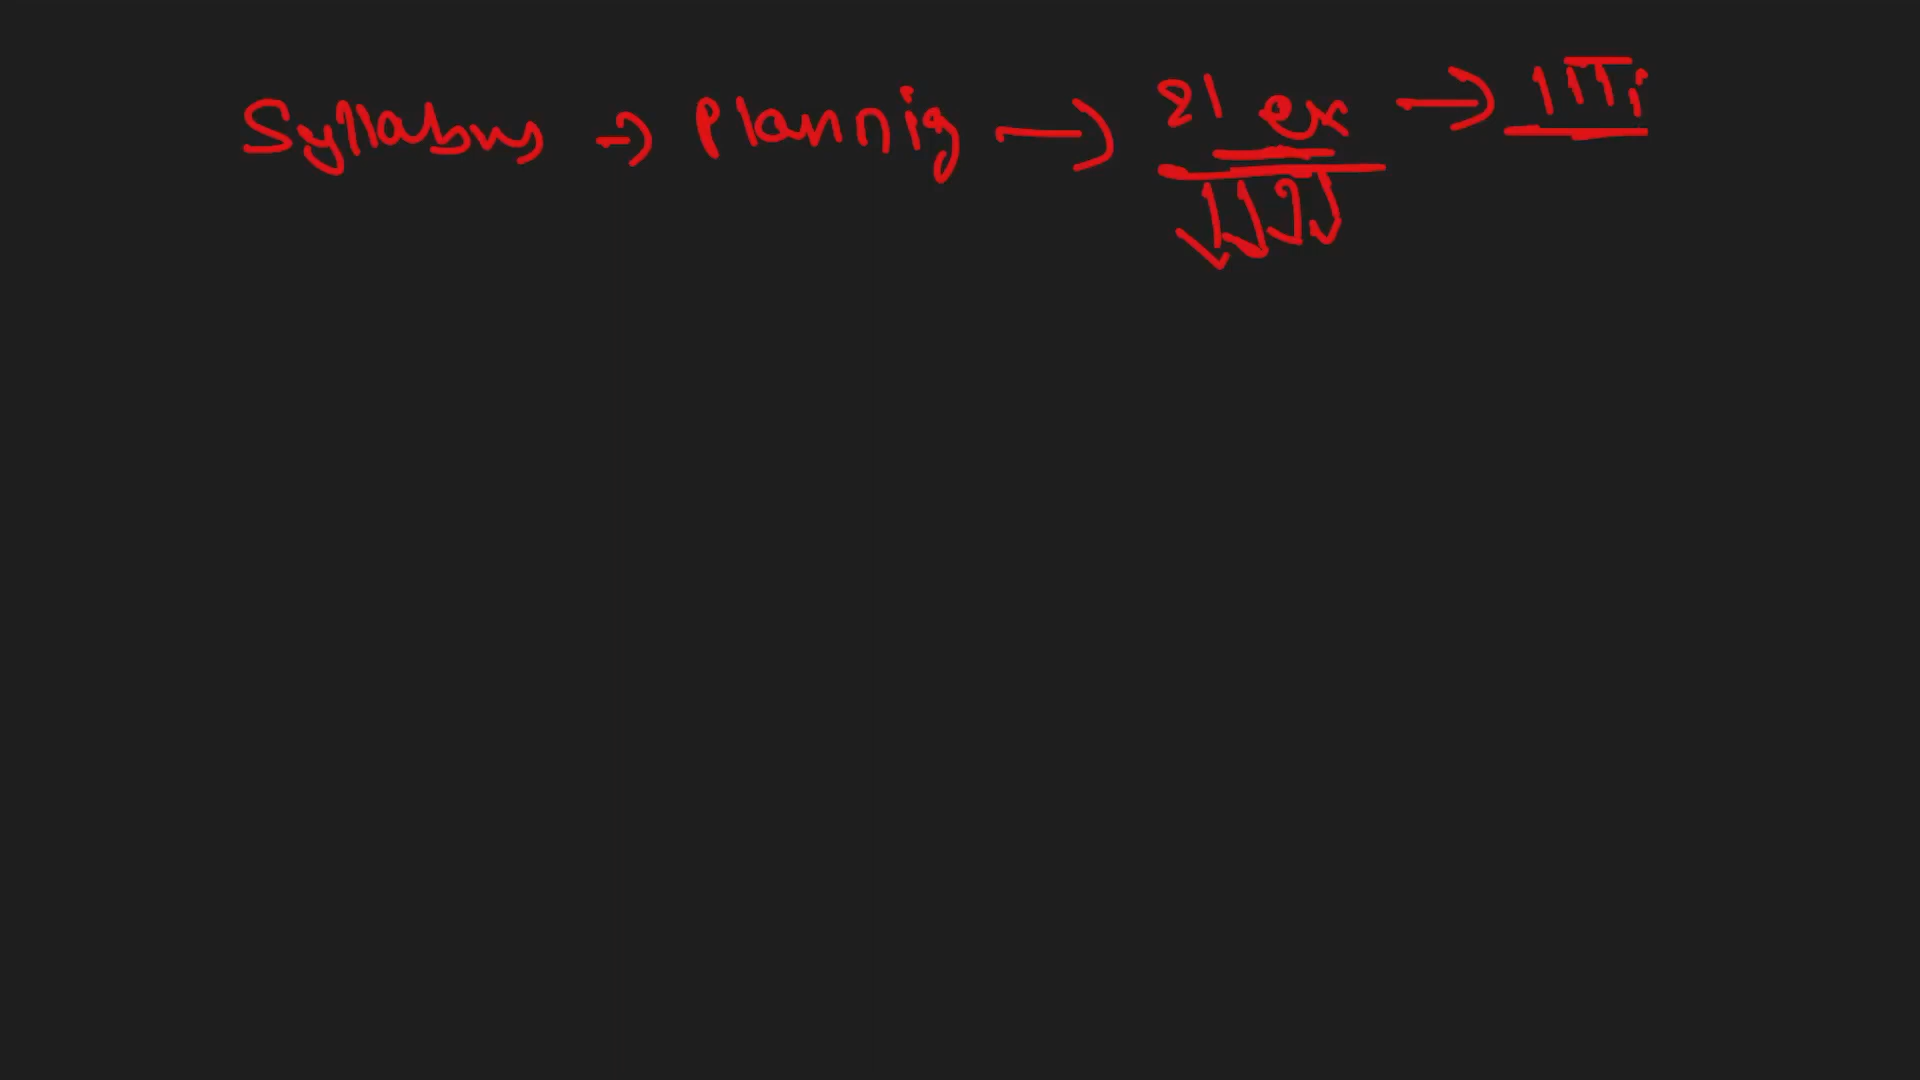 Syllabus → Plannig → 21 ex → IITi